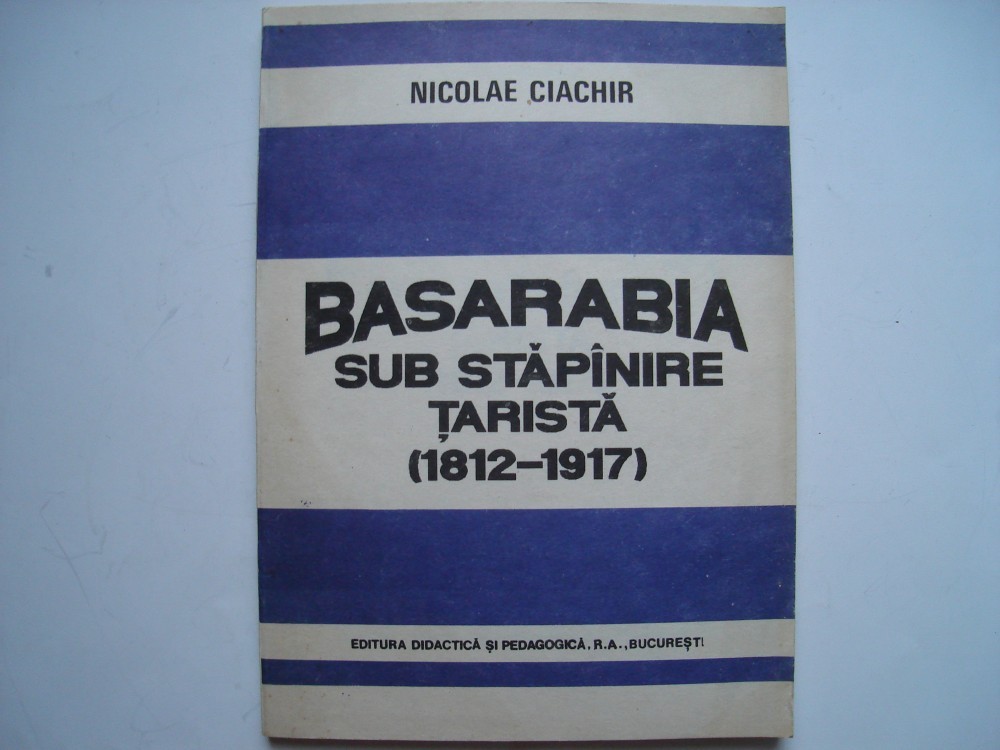 NICOLAE CIACHIR
BASARABIA
SUB STĂPÎNIRE
ȚARISTĂ
(1812–1917)
EDITURA DIDACTICĂ ȘI PEDAGOGICĂ, R.A., BUCUREȘTI